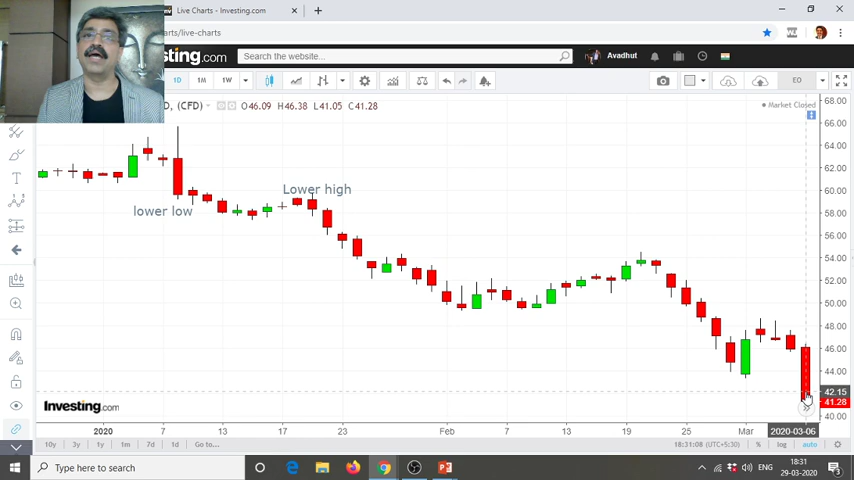 Live Charts - Investing.com
arts/live-charts
sting.com
Search the website...
Avadhut
1D 1M 1W
EO
D, (CFD)
O46.09 H46.38 L41.05 C41.28
Market Closed
68.00
66.00
64.00
62.00
60.00
58.00
56.00
54.00
52.00
50.00
48.00
46.00
44.00
42.15
41.28
40.00
Lower high
lower low
Investing.com
2020 7 13 17 23 Feb 7 13 19 25 Mar 2020-03-06
10y 3y 1y 1m 7d 1d Go to... 18:31:08 (UTC+5:30) % log auto
Type here to search
ENG
18:31
29-03-2020
3